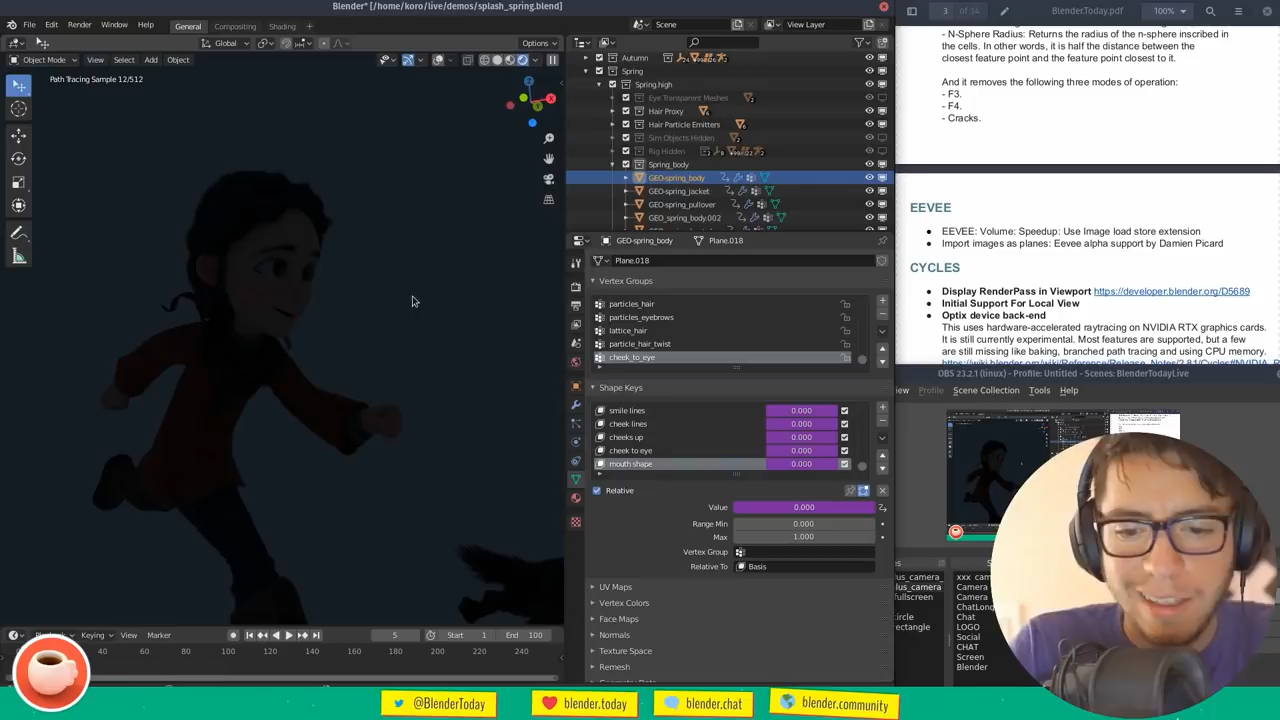 Blender* [/home/koro/live/demos/splash_spring.blend]
File Edit Render Window Help General Compositing Shading
Scene
View Layer
Global
Options
Object Mode View Select Add Object
Path Tracing Sample 12/512
Autumn
Spring
Spring.high
Eye Transparent Meshes
Hair Proxy
Hair Particle Emitters
Sim Objects Hidden
Rig Hidden
Spring_body
GEO-spring_body
GEO-spring_jacket
GEO-spring_pullover
GEO_spring_body.002
GEO-spring_body Plane.018
Plane.018
Vertex Groups
particles_hair
particles_eyebrows
lattice_hair
particle_hair_twist
cheek_to_eye
Shape Keys
smile lines 0.000
cheek lines 0.000
cheeks up 0.000
cheek to eye 0.000
mouth shape 0.000
Relative
Value 0.000
Range Min 0.000
Max 1.000
Vertex Group
Relative To Basis
UV Maps
Vertex Colors
Face Maps
Normals
Texture Space
Remesh
Keying View Marker
5 Start 1 End 100
40 60 80 100 120 140 160 180 200 220 240
3 of 14 Blender.Today.pdf 100%
- N-Sphere Radius: Returns the radius of the n-sphere inscribed in
the cells. In other words, it is half the distance between the
closest feature point and the feature point closest to it.
And it removes the following three modes of operation:
- F3.
- F4.
- Cracks.
EEVEE
● EEVEE: Volume: Speedup: Use Image load store extension
● Import images as planes: Eevee alpha support by Damien Picard
CYCLES
● Display RenderPass in Viewport https://developer.blender.org/D5689
● Initial Support For Local View
● Optix device back-end
This uses hardware-accelerated raytracing on NVIDIA RTX graphics cards.
It is still currently experimental. Most features are supported, but a few
are still missing like baking, branched path tracing and using CPU memory.
OBS 23.2.1 (linux) - Profile: Untitled - Scenes: BlenderTodayLive
iew Profile Scene Collection Tools Help
xxx cam
Camera
Camera
ChatLong
Chat
LOGO
Social
CHAT
Screen
Blender
lus_camera_
lus_camera
fullscreen
ircle
rectangle
@BlenderToday
blender.today
blender.chat
blender.community